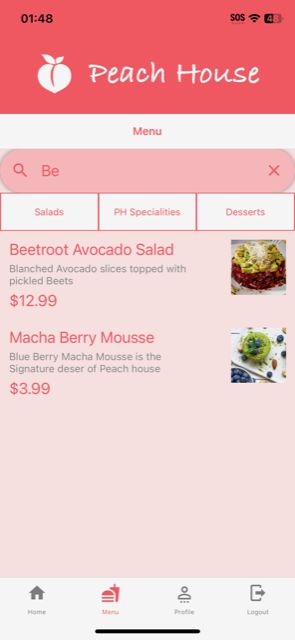 01:48
SOS
4
Peach House
Menu
Be
Salads
PH Specialities
Desserts
Beetroot Avocado Salad
Blanched Avocado slices topped with
pickled Beets
$12.99
Macha Berry Mousse
Blue Berry Macha Mousse is the
Signature deser of Peach house
$3.99
Home
Menu
Profile
Logout